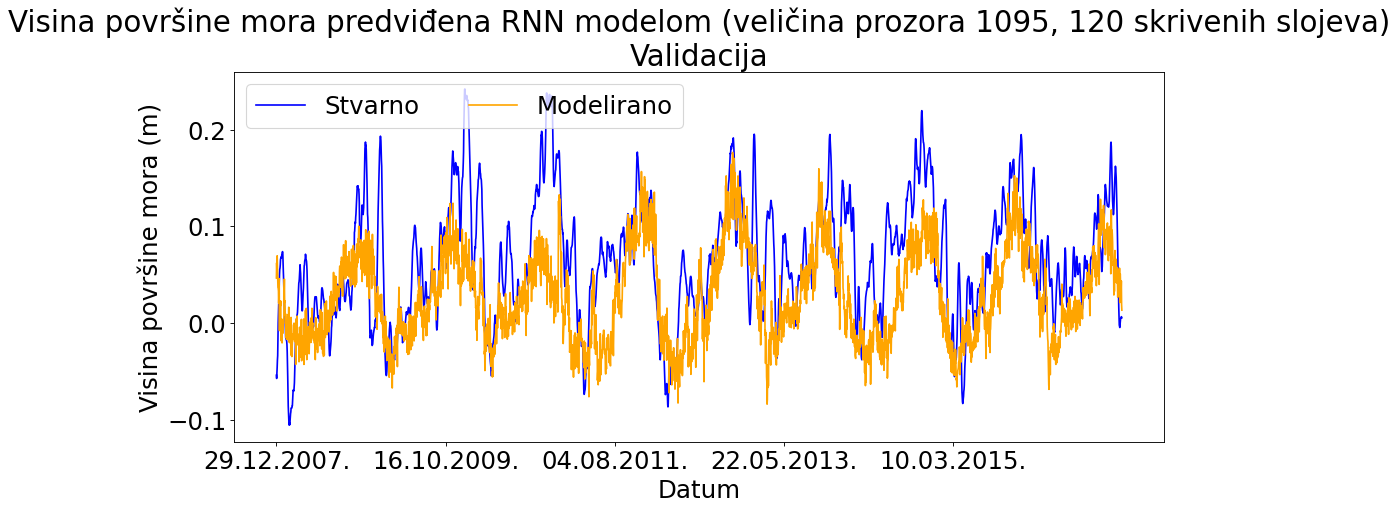 Visina površine mora predviđena RNN modelom (veličina prozora 1095, 120 skrivenih slojeva)
Validacija
Stvarno
Modelirano
Visina površine mora (m)
0.2
0.1
0.0
−0.1
29.12.2007.
16.10.2009.
04.08.2011.
22.05.2013.
10.03.2015.
Datum